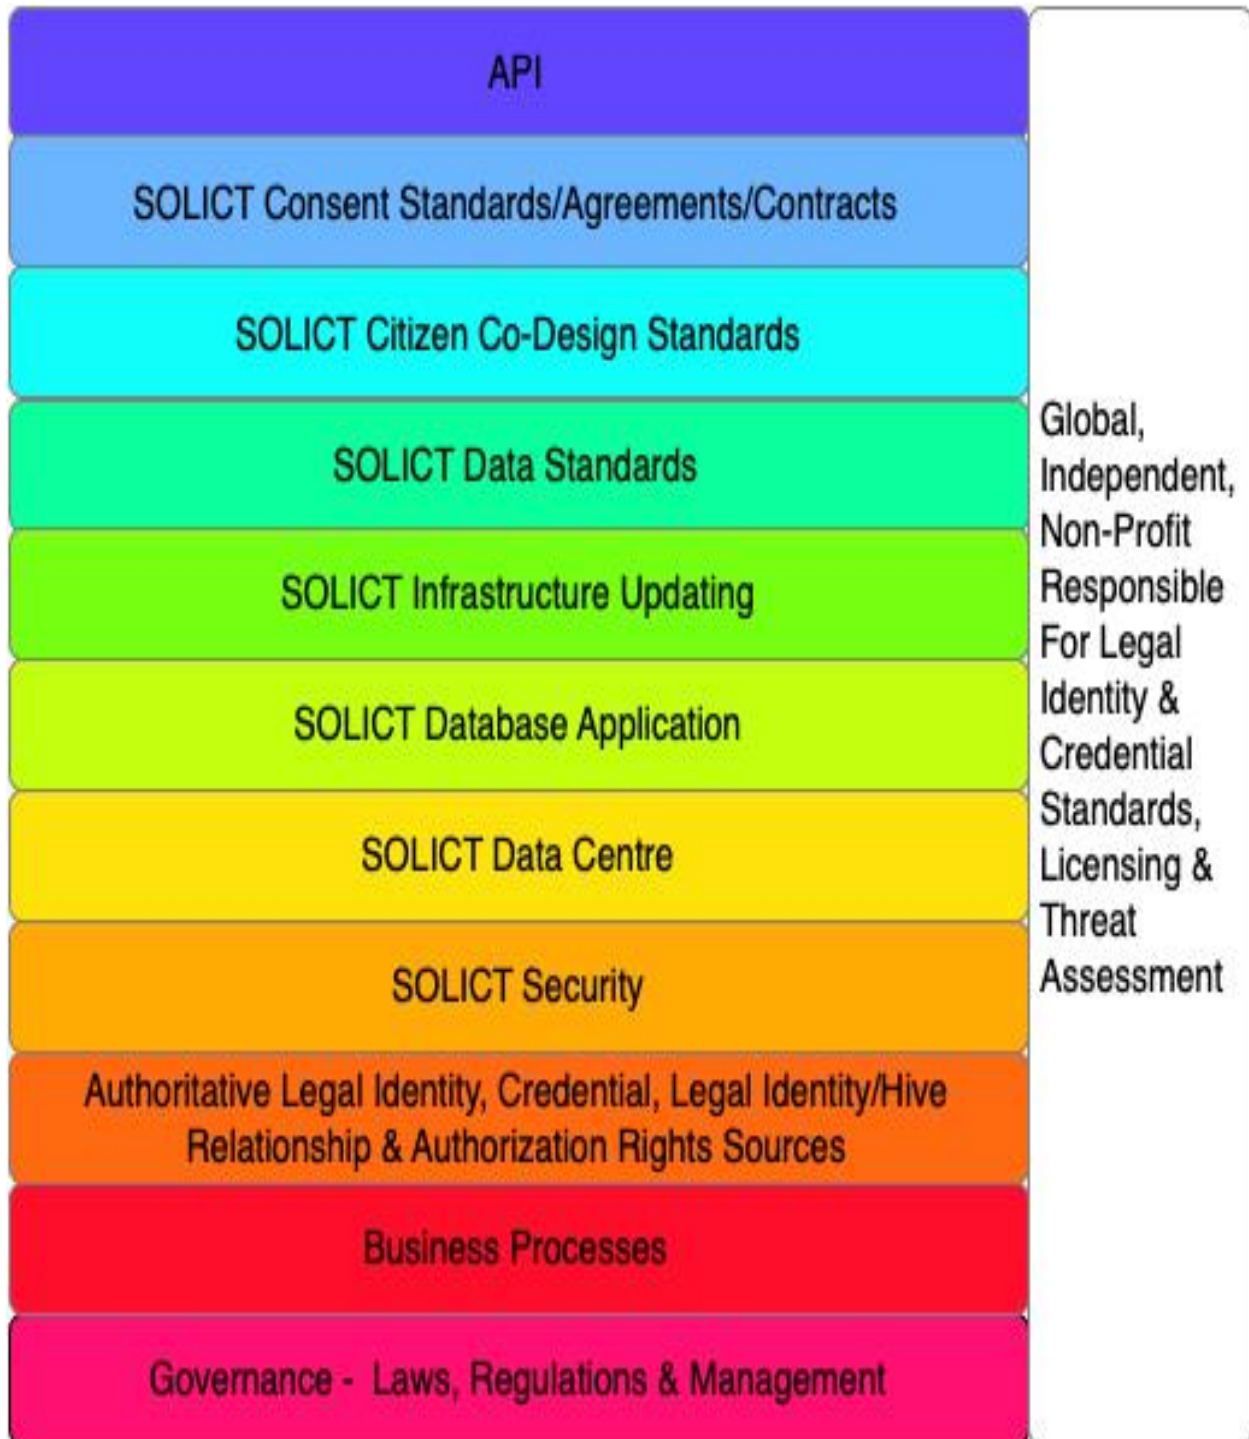 API
SOLICT Consent Standards/Agreements/Contracts
SOLICT Citizen Co-Design Standards
SOLICT Data Standards
SOLICT Infrastructure Updating
SOLICT Database Application
SOLICT Data Centre
SOLICT Security
Authoritative Legal Identity, Credential, Legal Identity/Hive
Relationship & Authorization Rights Sources
Business Processes
Governance -  Laws, Regulations & Management
Global,
Independent,
Non-Profit
Responsible
For Legal
Identity &
Credential
Standards,
Licensing &
Threat
Assessment